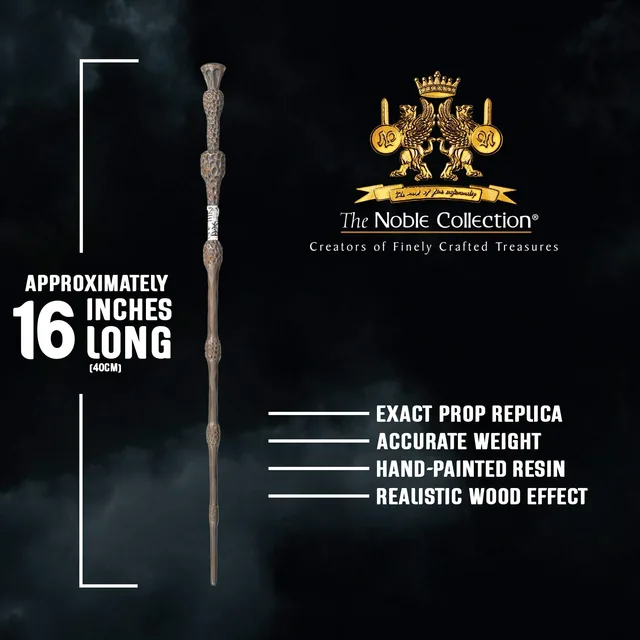 The Noble Collection®
Creators of Finely Crafted Treasures
APPROXIMATELY
16 INCHES
LONG
(40CM)
EXACT PROP REPLICA
ACCURATE WEIGHT
HAND-PAINTED RESIN
REALISTIC WOOD EFFECT